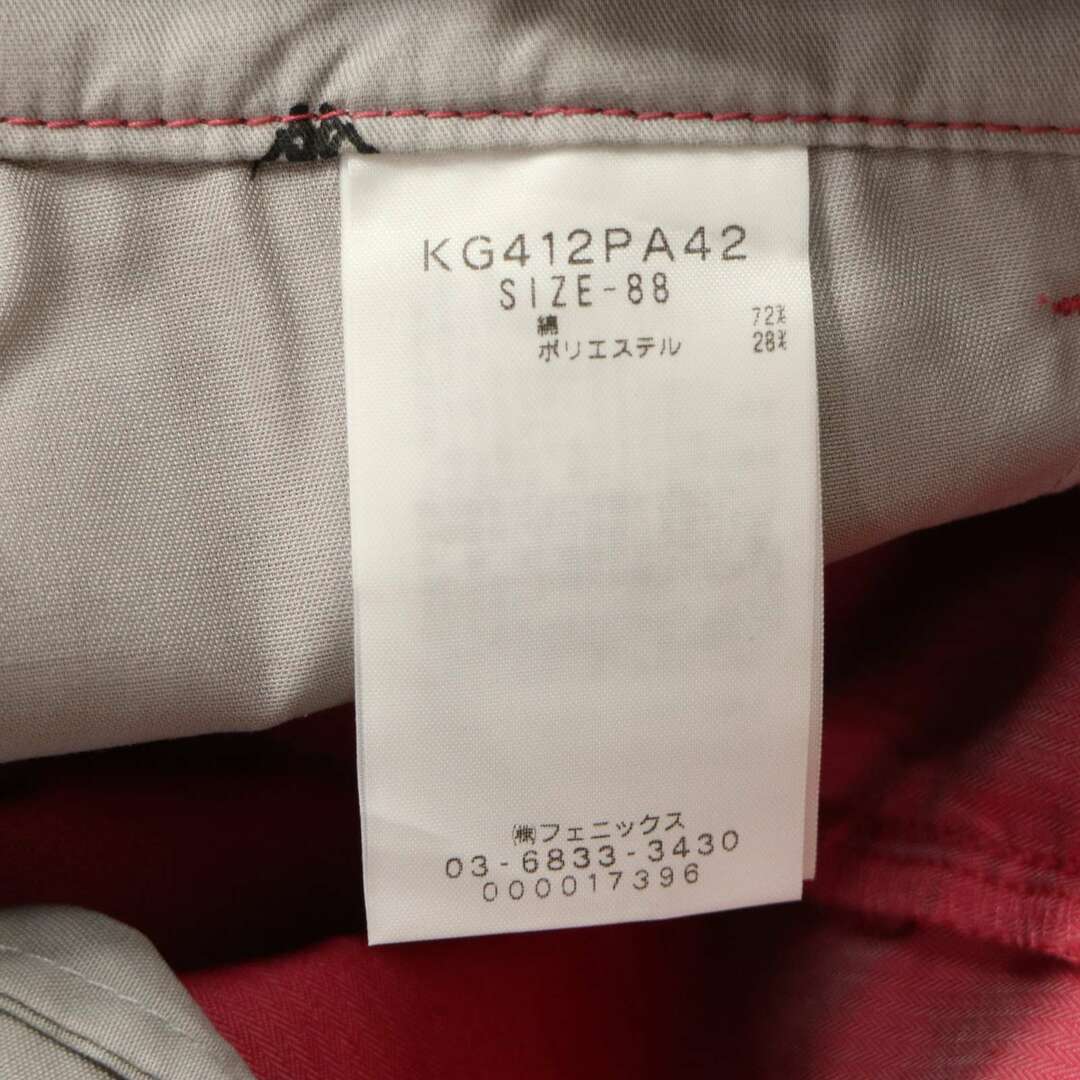 KG412PA42
SIZE-88
綿 72%
ポリエステル 28%
㈱フェニックス
03-6833-3430
000017396